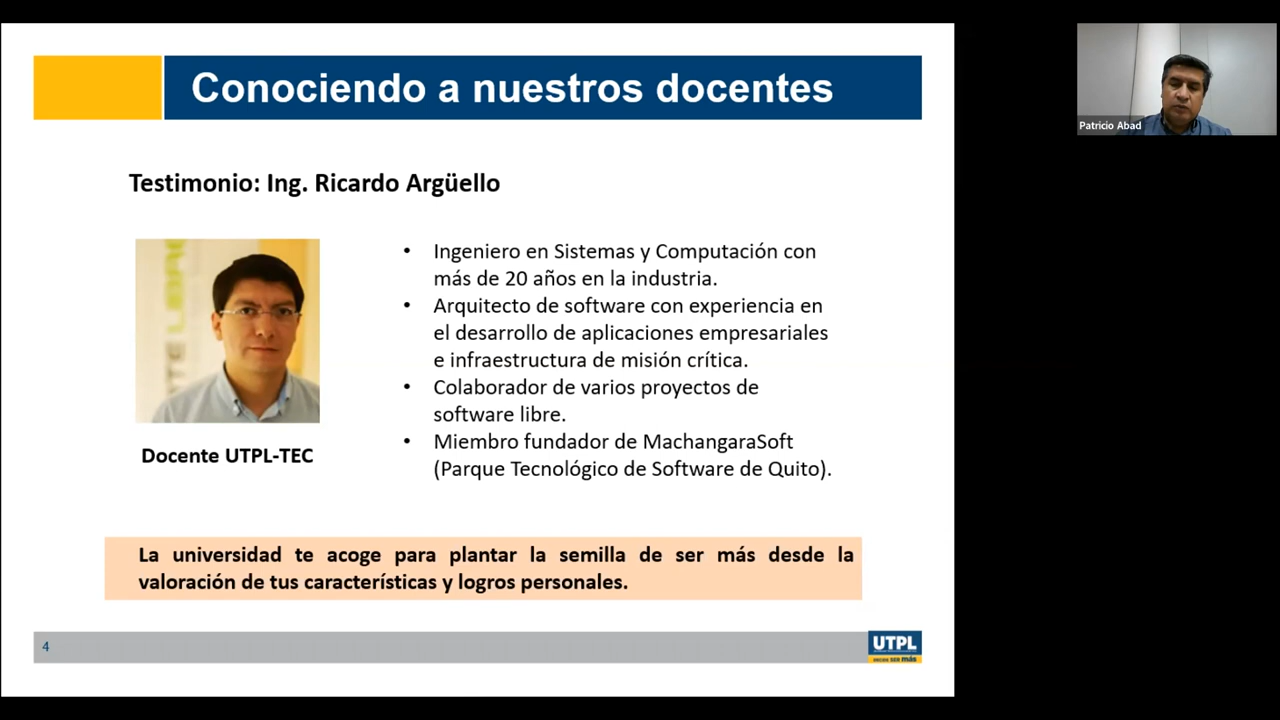 Conociendo a nuestros docentes
Patricio Abad
Testimonio: Ing. Ricardo Argüello
• Ingeniero en Sistemas y Computación con
más de 20 años en la industria.
• Arquitecto de software con experiencia en
el desarrollo de aplicaciones empresariales
e infraestructura de misión crítica.
• Colaborador de varios proyectos de
software libre.
• Miembro fundador de MachangaraSoft
(Parque Tecnológico de Software de Quito).
Docente UTPL-TEC
La universidad te acoge para plantar la semilla de ser más desde la
valoración de tus características y logros personales.
4
UTPL
DECIDE SER más